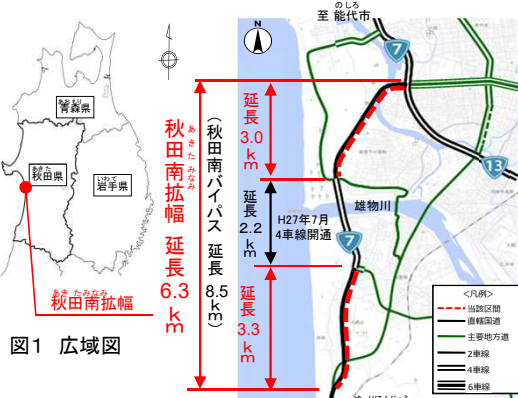 のしろ
至 能代市
N
7
13
あおもり
青森県
あきた
秋田県
いわて
岩手県
あきたみなみ
秋田南拡幅
図1 広域図
あきたみなみ
秋田南拡幅 延長6.3km
(秋田南バイパス 延長 8.5km)
延長
3.0
km
延長
2.2
km
H27年7月
4車線開通
雄物川
7
延長
3.3
km
<凡例>
当該区間
直轄国道
主要地方道
2車線
4車線
6車線